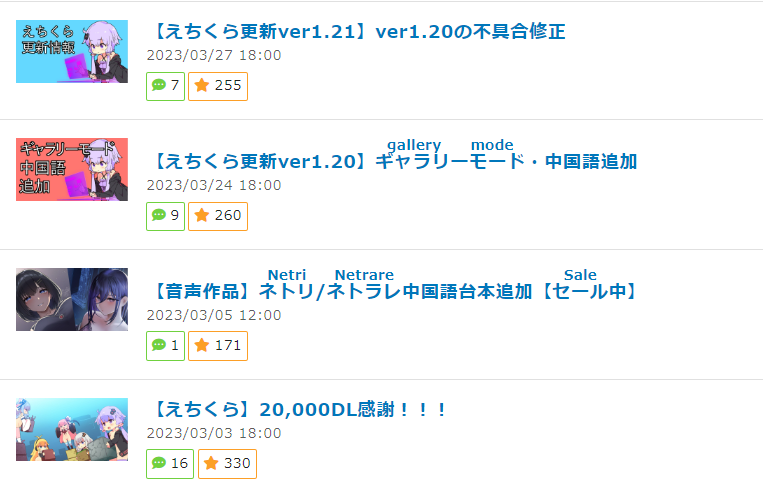 えちくら
更新情報
【えちくら更新ver1.21】ver1.20の不具合修正
2023/03/27 18:00
7 255
ギャラリーモード
中国語
追加
gallery mode
【えちくら更新ver1.20】ギャラリーモード・中国語追加
2023/03/24 18:00
9 260
Netri Netrare Sale
【音声作品】ネトリ/ネトラレ中国語台本追加【セール中】
2023/03/05 12:00
1 171
【えちくら】20,000DL感謝！！！
2023/03/03 18:00
16 330